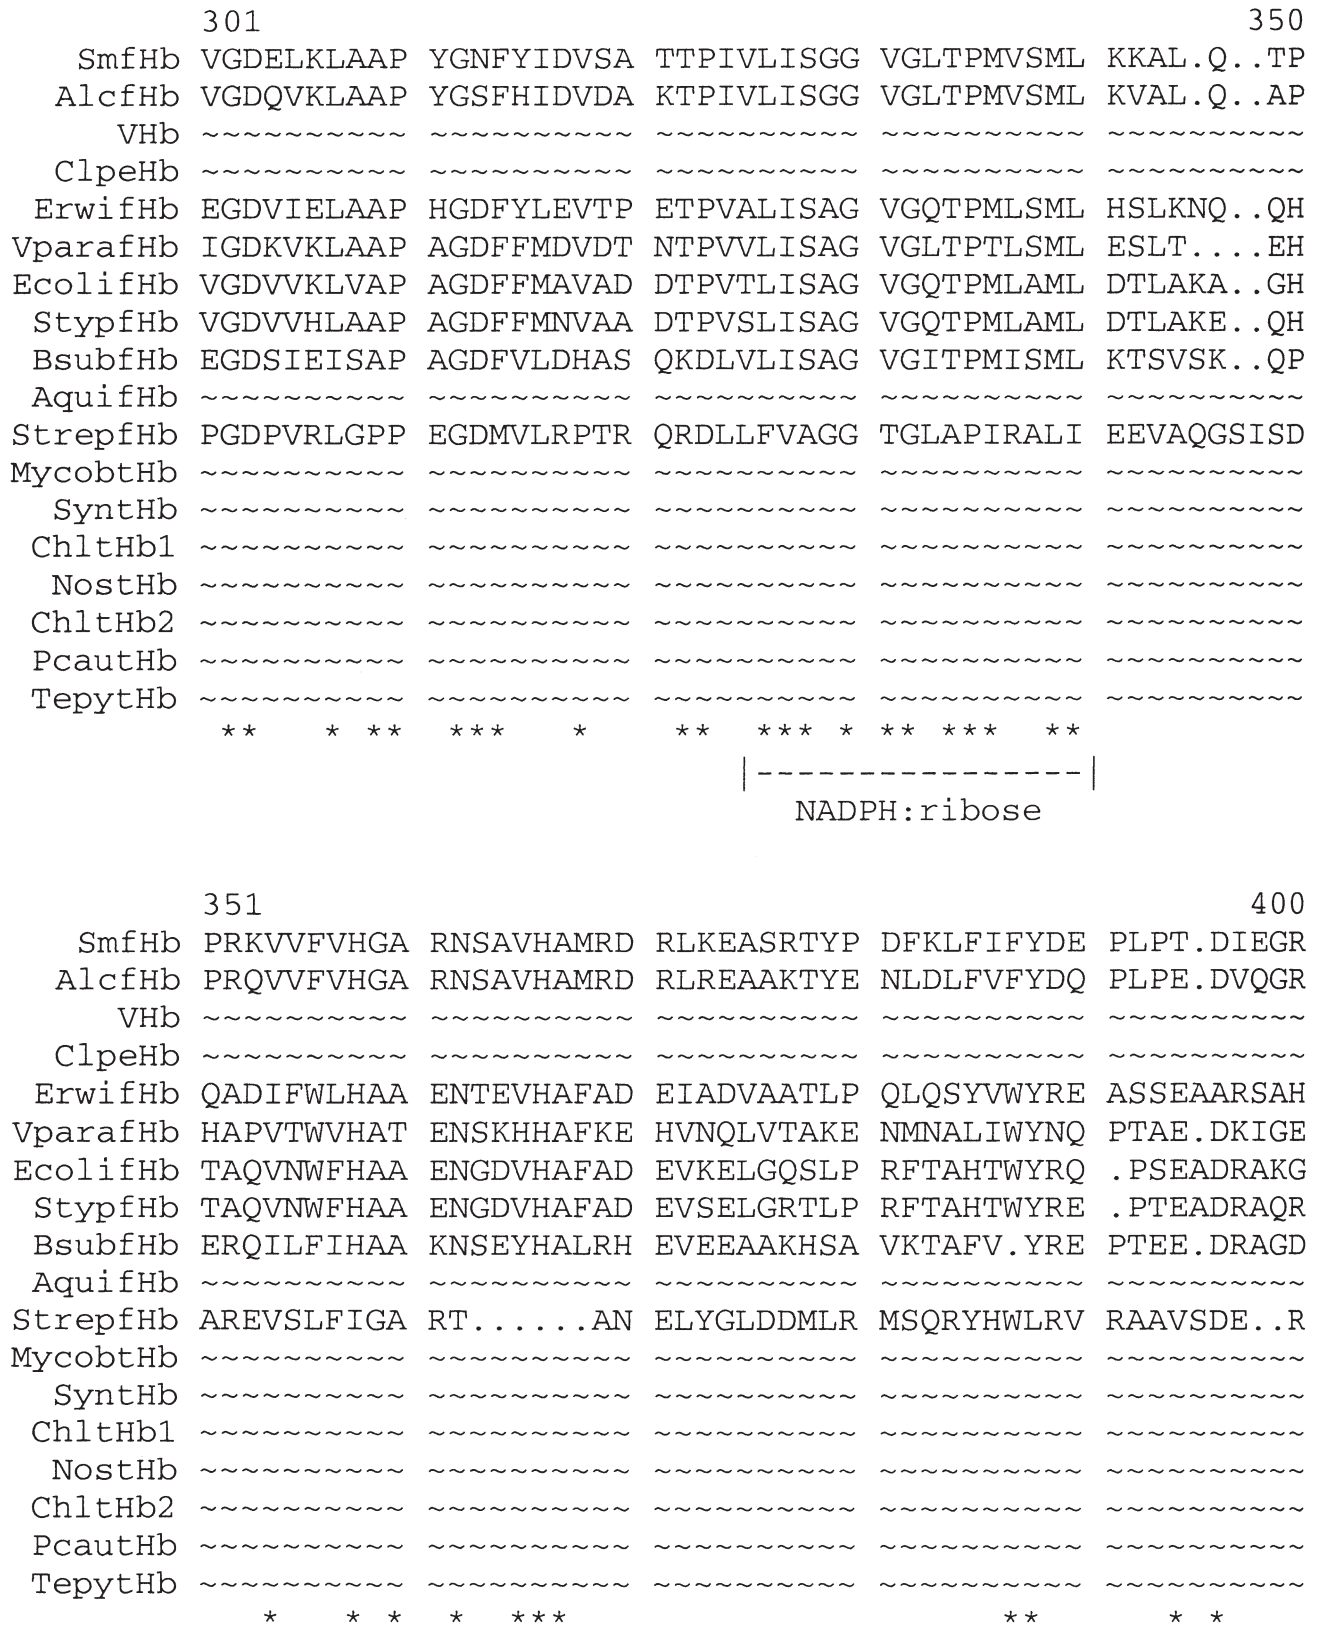 301 350
SmfHb VGDELKLAAP YGNFYIDVSA TTPIVLISGG VGLTPMVSML KKAL.Q..TP
AlcfHb VGDQVKLAAP YGSFHIDVDA KTPIVLISGG VGLTPMVSML KVAL.Q..AP
VHb ~~~~~~~~~~ ~~~~~~~~~~ ~~~~~~~~~~ ~~~~~~~~~~ ~~~~~~~~~~
ClpeHb ~~~~~~~~~~ ~~~~~~~~~~ ~~~~~~~~~~ ~~~~~~~~~~ ~~~~~~~~~~
ErwifHb EGDVIELAAP HGDFYLEVTP ETPVALISAG VGQTPMLSML HSLKNQ..QH
VparafHb IGDKVKLAAP AGDFFMDVDT NTPVVLISAG VGLTPTLSML ESLT....EH
EcolifHb VGDVVKLVAP AGDFFMAVAD DTPVTLISAG VGQTPMLAML DTLAKA..GH
StypfHb VGDVVHLAAP AGDFFMNVAA DTPVSLISAG VGQTPMLAML DTLAKE..QH
BsubfHb EGDSIEISAP AGDFVLDHAS QKDLVLISAG VGITPMISML KTSVSK..QP
AquifHb ~~~~~~~~~~ ~~~~~~~~~~ ~~~~~~~~~~ ~~~~~~~~~~ ~~~~~~~~~~
StrepfHb PGDPVRLGPP EGDMVLRPTR QRDLLFVAGG TGLAPIRALI EEVAQGSISD
MycobtHb ~~~~~~~~~~ ~~~~~~~~~~ ~~~~~~~~~~ ~~~~~~~~~~ ~~~~~~~~~~
SyntHb ~~~~~~~~~~ ~~~~~~~~~~ ~~~~~~~~~~ ~~~~~~~~~~ ~~~~~~~~~~
ChltHb1 ~~~~~~~~~~ ~~~~~~~~~~ ~~~~~~~~~~ ~~~~~~~~~~ ~~~~~~~~~~
NostHb ~~~~~~~~~~ ~~~~~~~~~~ ~~~~~~~~~~ ~~~~~~~~~~ ~~~~~~~~~~
ChltHb2 ~~~~~~~~~~ ~~~~~~~~~~ ~~~~~~~~~~ ~~~~~~~~~~ ~~~~~~~~~~
PcautHb ~~~~~~~~~~ ~~~~~~~~~~ ~~~~~~~~~~ ~~~~~~~~~~ ~~~~~~~~~~
TepytHb ~~~~~~~~~~ ~~~~~~~~~~ ~~~~~~~~~~ ~~~~~~~~~~ ~~~~~~~~~~
** * ** *** * ** *** * ** *** **
|----------------|
NADPH:ribose
351 400
SmfHb PRKVVFVHGA RNSAVHAMRD RLKEASRTYP DFKLFIFYDE PLPT.DIEGR
AlcfHb PRQVVFVHGA RNSAVHAMRD RLREAAKTYE NLDLFVFYDQ PLPE.DVQGR
VHb ~~~~~~~~~~ ~~~~~~~~~~ ~~~~~~~~~~ ~~~~~~~~~~ ~~~~~~~~~~
ClpeHb ~~~~~~~~~~ ~~~~~~~~~~ ~~~~~~~~~~ ~~~~~~~~~~ ~~~~~~~~~~
ErwifHb QADIFWLHAA ENTEVHAFAD EIADVAATLP QLQSYVWYRE ASSEAARSAH
VparafHb HAPVTWVHAT ENSKHHAFKE HVNQLVTAKE NMNALIWYNQ PTAE.DKIGE
EcolifHb TAQVNWFHAA ENGDVHAFAD EVKELGQSLP RFTAHTWYRQ .PSEADRAKG
StypfHb TAQVNWFHAA ENGDVHAFAD EVSELGRTLP RFTAHTWYRE .PTEADRAQR
BsubfHb ERQILFIHAA KNSEYHALRH EVEEAAKHSA VKTAFV.YRE PTEE.DRAGD
AquifHb ~~~~~~~~~~ ~~~~~~~~~~ ~~~~~~~~~~ ~~~~~~~~~~ ~~~~~~~~~~
StrepfHb AREVSLFIGA RT......AN ELYGLDDMLR MSQRYHWLRV RAAVSDE..R
MycobtHb ~~~~~~~~~~ ~~~~~~~~~~ ~~~~~~~~~~ ~~~~~~~~~~ ~~~~~~~~~~
SyntHb ~~~~~~~~~~ ~~~~~~~~~~ ~~~~~~~~~~ ~~~~~~~~~~ ~~~~~~~~~~
ChltHb1 ~~~~~~~~~~ ~~~~~~~~~~ ~~~~~~~~~~ ~~~~~~~~~~ ~~~~~~~~~~
NostHb ~~~~~~~~~~ ~~~~~~~~~~ ~~~~~~~~~~ ~~~~~~~~~~ ~~~~~~~~~~
ChltHb2 ~~~~~~~~~~ ~~~~~~~~~~ ~~~~~~~~~~ ~~~~~~~~~~ ~~~~~~~~~~
PcautHb ~~~~~~~~~~ ~~~~~~~~~~ ~~~~~~~~~~ ~~~~~~~~~~ ~~~~~~~~~~
TepytHb ~~~~~~~~~~ ~~~~~~~~~~ ~~~~~~~~~~ ~~~~~~~~~~ ~~~~~~~~~~
* * * * *** ** * *